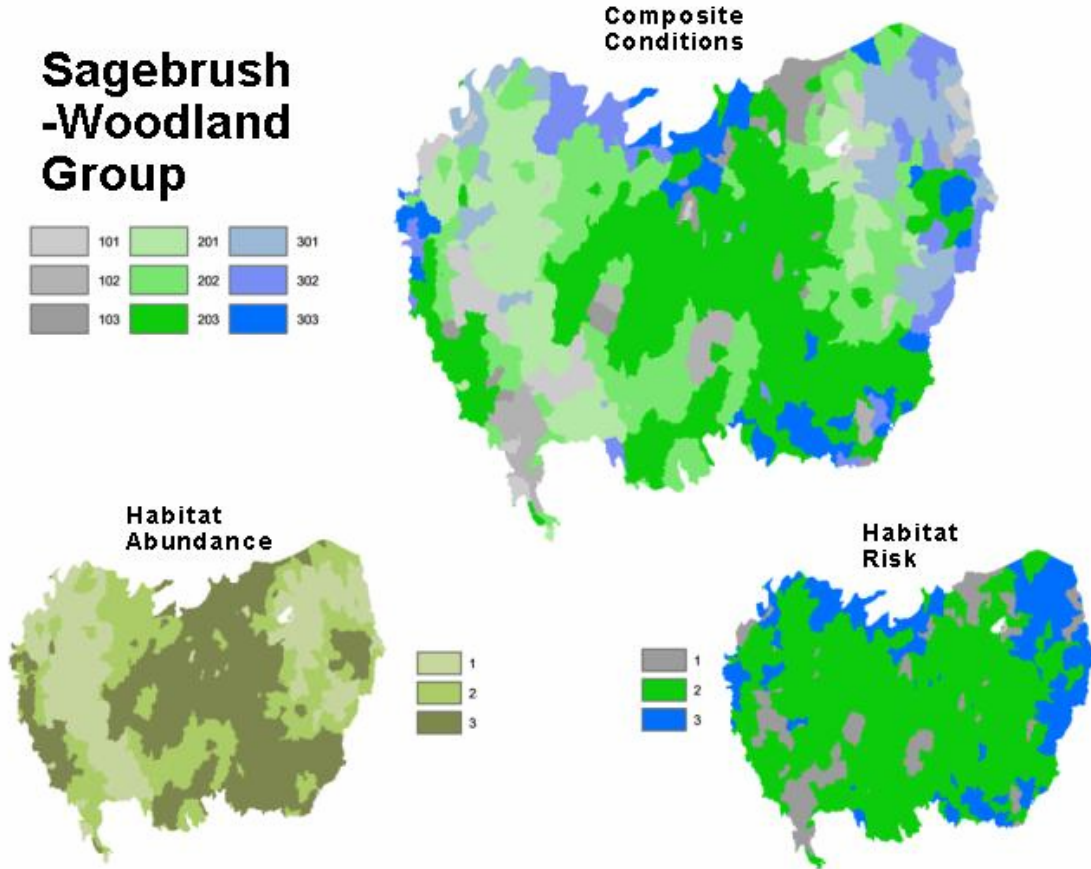 Composite
Conditions
Sagebrush
-Woodland
Group
101 201 301
102 202 302
103 203 303
Habitat
Abundance
1
2
3
Habitat
Risk
1
2
3